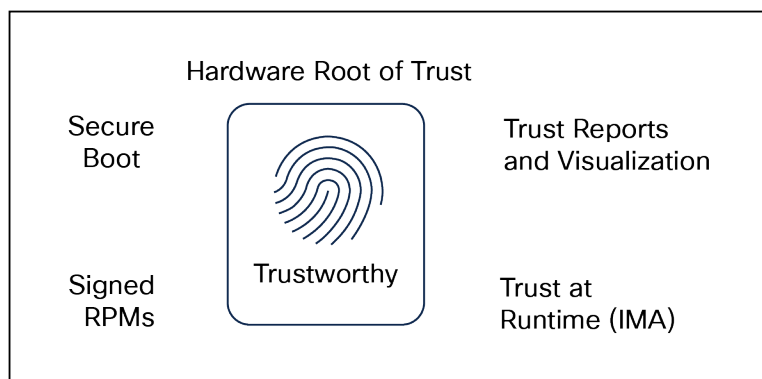 Hardware Root of Trust
Secure
Boot
Trust Reports
and Visualization
Trustworthy
Signed
RPMs
Trust at
Runtime (IMA)